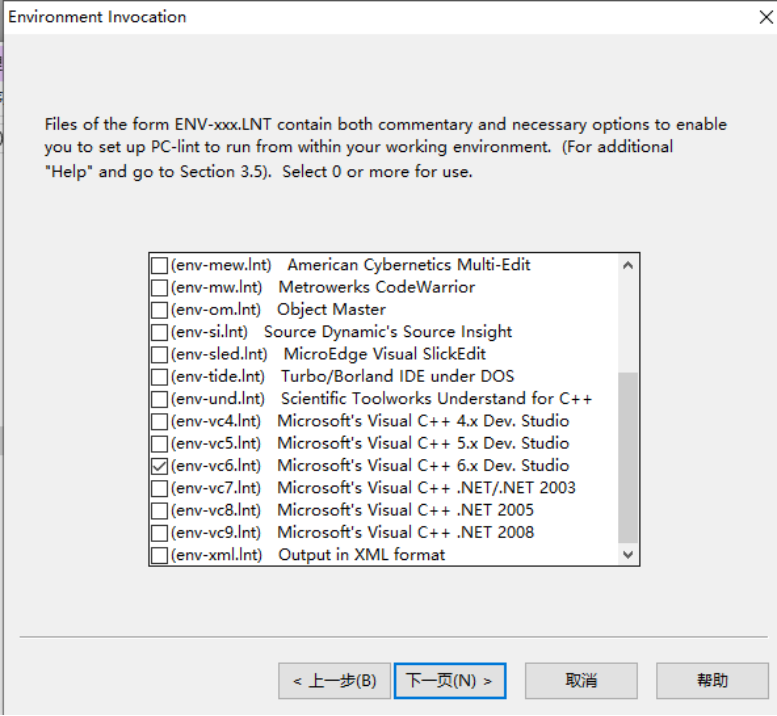 Environment Invocation
Files of the form ENV-xxx.LNT contain both commentary and necessary options to enable
you to set up PC-lint to run from within your working environment.  (For additional
"Help" and go to Section 3.5).  Select 0 or more for use.
(env-mew.lnt)   American Cybernetics Multi-Edit
(env-mw.lnt)   Metrowerks CodeWarrior
(env-om.lnt)   Object Master
(env-si.lnt)   Source Dynamic's Source Insight
(env-sled.lnt)   MicroEdge Visual SlickEdit
(env-tide.lnt)   Turbo/Borland IDE under DOS
(env-und.lnt)   Scientific Toolworks Understand for C++
(env-vc4.lnt)   Microsoft's Visual C++ 4.x Dev. Studio
(env-vc5.lnt)   Microsoft's Visual C++ 5.x Dev. Studio
(env-vc6.lnt)   Microsoft's Visual C++ 6.x Dev. Studio
(env-vc7.lnt)   Microsoft's Visual C++ .NET/.NET 2003
(env-vc8.lnt)   Microsoft's Visual C++ .NET 2005
(env-vc9.lnt)   Microsoft's Visual C++ .NET 2008
(env-xml.lnt)   Output in XML format
< 上一步(B) 下一页(N) > 取消 帮助